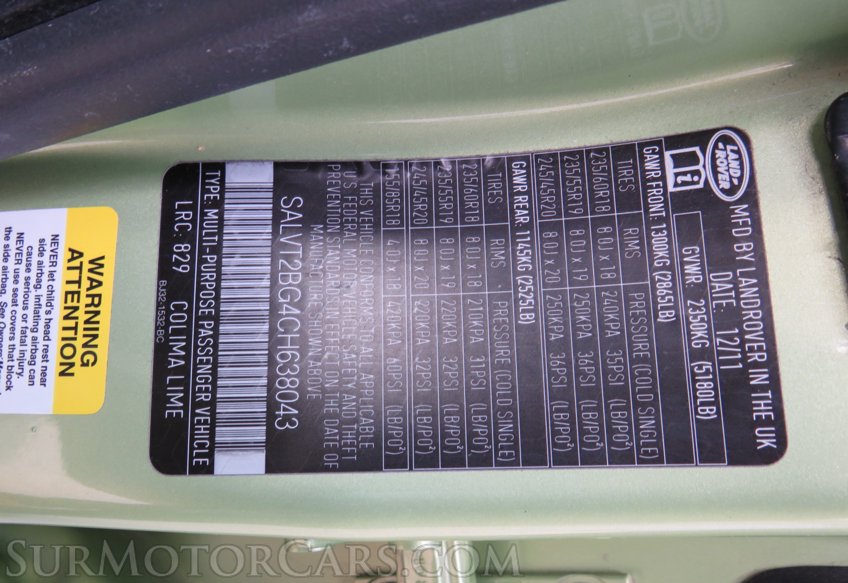 LAND
ROVER
MFD BY LANDROVER IN THE UK
DATE: 12/11
GVWR: 2350KG (5180LB)
GAWR FRONT: 1300KG (2865LB)
TIRES RIMS PRESSURE (COLD SINGLE)
235/60R18 8.0J x 18 240KPA 35PSI (LB/PO²)
235/55R19 8.0J x 19 250KPA 36PSI (LB/PO²)
245/45R20 8.0J x 20 250KPA 36PSI (LB/PO²)
GAWR REAR: 1145KG (2525LB)
TIRES RIMS PRESSURE (COLD SINGLE)
235/60R18 8.0J x 18 210KPA 31PSI (LB/PO²)
235/55R19 8.0J x 19 220KPA 32PSI (LB/PO²)
245/45R20 8.0J x 20 220KPA 32PSI (LB/PO²)
18 420KPA 60PSI (LB/PO²)
THIS VEHICLE CONFORMS TO ALL APPLICABLE
U.S. FEDERAL SAFETY AND THEFT
PREVENTION STANDARDS IN EFFECT ON THE DATE OF
MANUFACTURE SHOWN ABOVE
SALVT2BG4CH638043
TYPE: MULTI-PURPOSE PASSENGER VEHICLE
LRC: 829 COLIMA LIME
BJ32-1532-BC
WARNING
ATTENTION
NEVER let child's head rest near
side airbag, inflating airbag can
cause serious or fatal injury.
NEVER use seat covers that block
the side airbag. See Owners
SurMotorCars.com